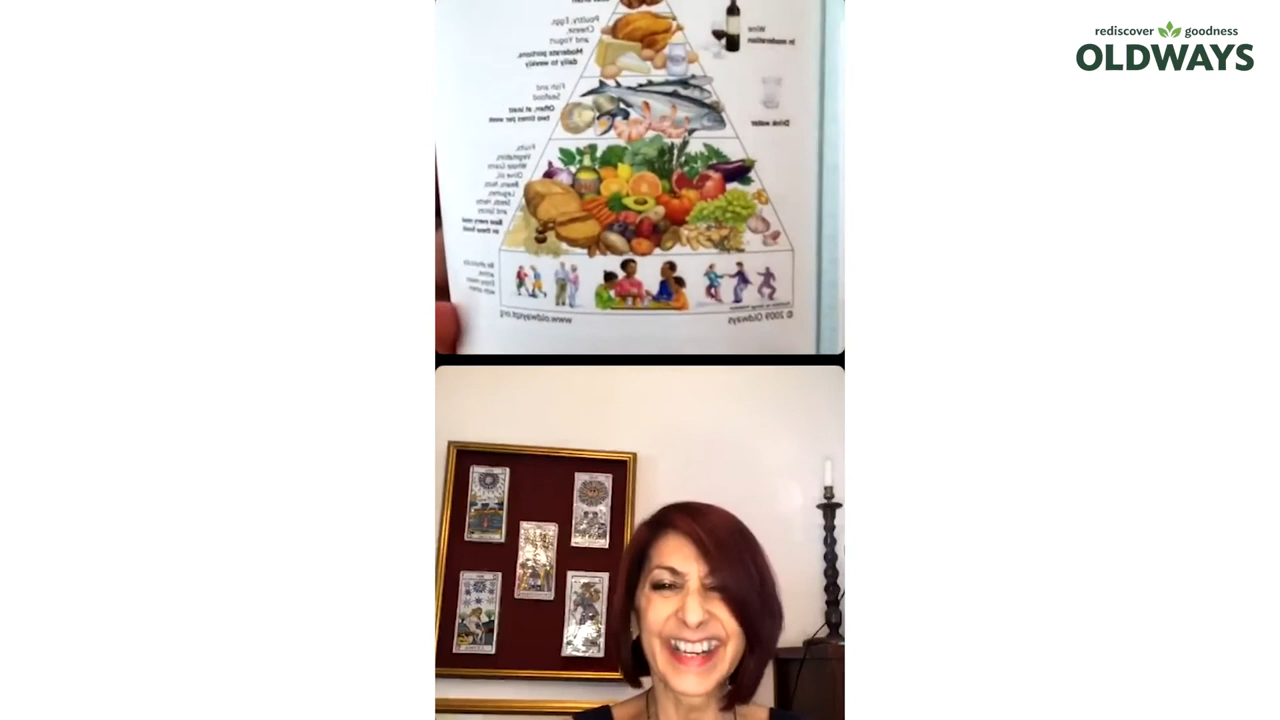 rediscover goodness
OLDWAYS
Poultry, Eggs,
Cheese,
and Yogurt
Moderate portions,
daily to weekly
Wine
In moderation
Fish and
Seafood
Often, at least
two times per week
Drink water
Fruits,
Vegetables,
Whole Grains
Olive oil,
Beans, Nuts,
Legumes,
Seeds, Herbs
and Spices
Base every meal
on these foods
Be physically
active,
Enjoy meals
with others
© 2009 Oldways
www.oldwayspt.org